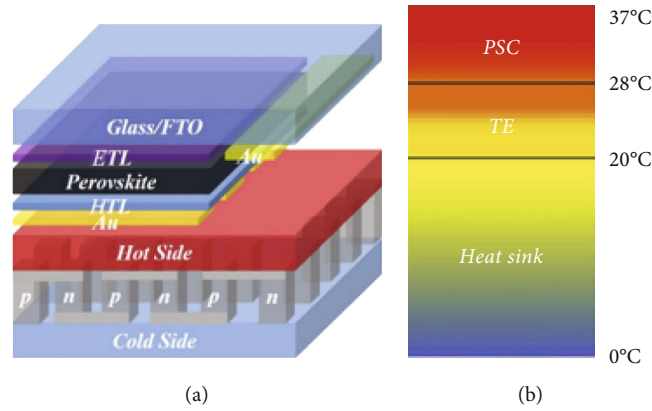 Glass/FTO
ETL
Au
Perovskite
HTL
Au
Hot Side
p n p n p n
Cold Side
(a)
37°C
PSC
28°C
TE
20°C
Heat sink
0°C
(b)